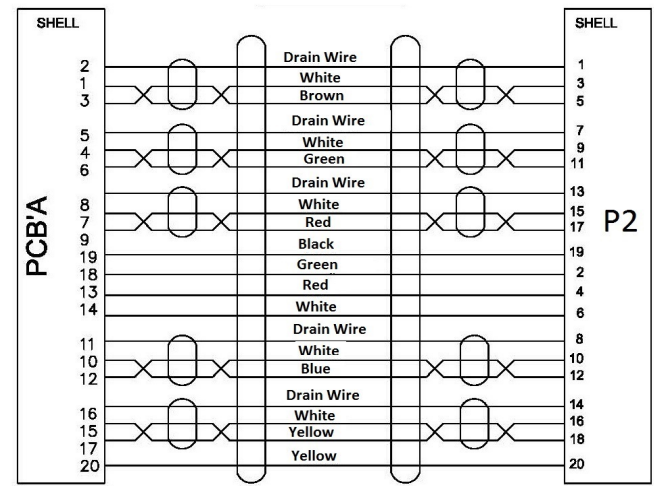 SHELL SHELL
2 Drain Wire 1
1 White 3
3 Brown 5
5 Drain Wire 7
4 White 9
6 Green 11
Drain Wire 13
8 White 15
7 Red 17
9 Black 19
19 Green 2
18 Red 4
13 White 6
14
11 Drain Wire 8
10 White 10
12 Blue 12
Drain Wire 14
16 White 16
15 Yellow 18
17
20 Yellow 20
PCB'A
P2